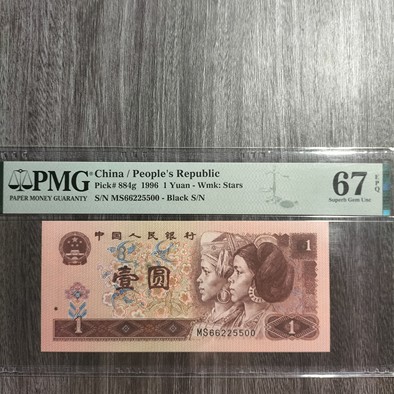 PMG
PAPER MONEY GUARANTY
China / People's Republic
Pick# 884g 1996 1 Yuan - Wmk: Stars
S/N MS66225500 - Black S/N
67 EPQ
Superb Gem Unc
中国人民银行
1
壹圆
MS66225500
1
1